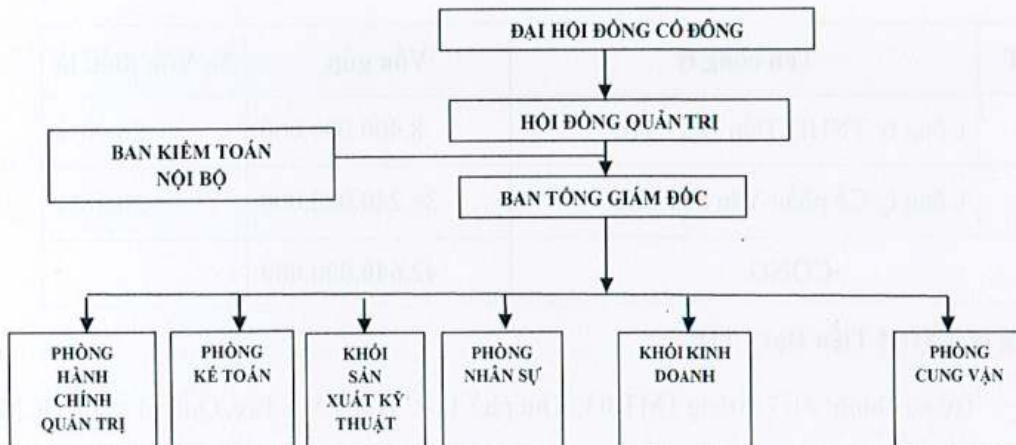 ĐẠI HỘI ĐỒNG CỔ ĐÔNG
HỘI ĐỒNG QUẢN TRỊ
BAN KIỂM TOÁN
NỘI BỘ
BAN TỔNG GIÁM ĐỐC
PHÒNG
HÀNH
CHÍNH
QUẢN TRỊ
PHÒNG
KẾ TOÁN
KHỐI
SẢN
XUẤT KỸ
THUẬT
PHÒNG
NHÂN SỰ
KHỐI KINH
DOANH
PHÒNG
CUNG VẬN